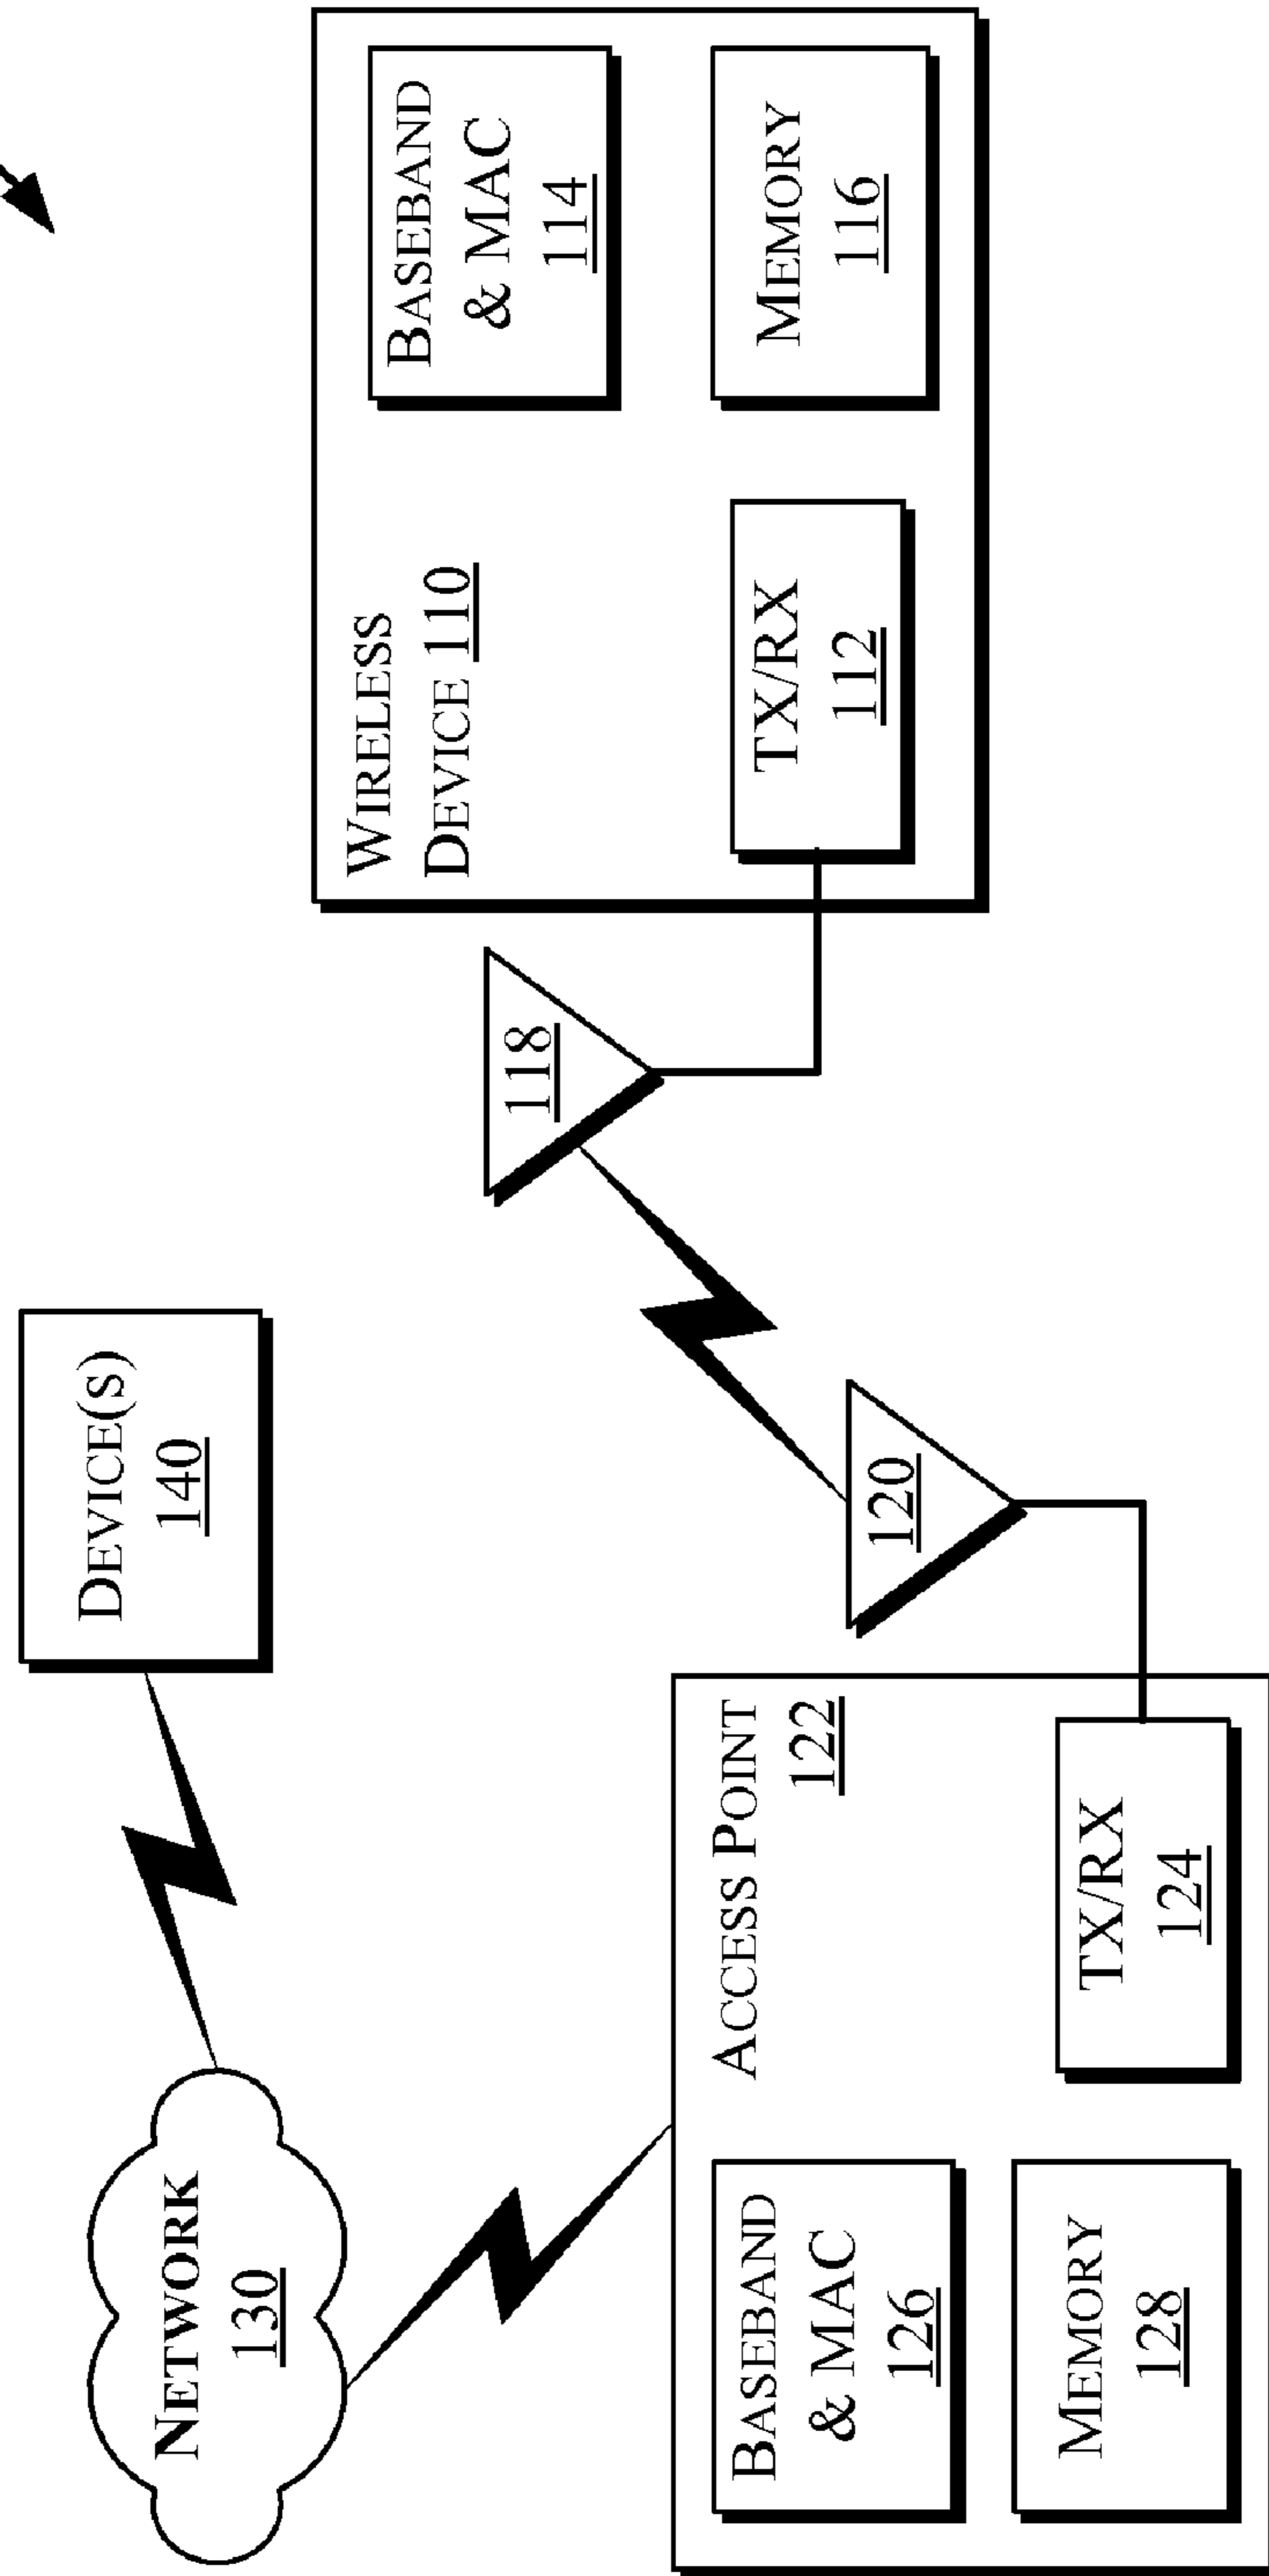 NETWORK
130
DEVICE(S)
140
WIRELESS
DEVICE 110
BASEBAND
& MAC
114
MEMORY
116
TX/RX
112
118
120
ACCESS POINT
122
BASEBAND
& MAC
126
MEMORY
128
TX/RX
124